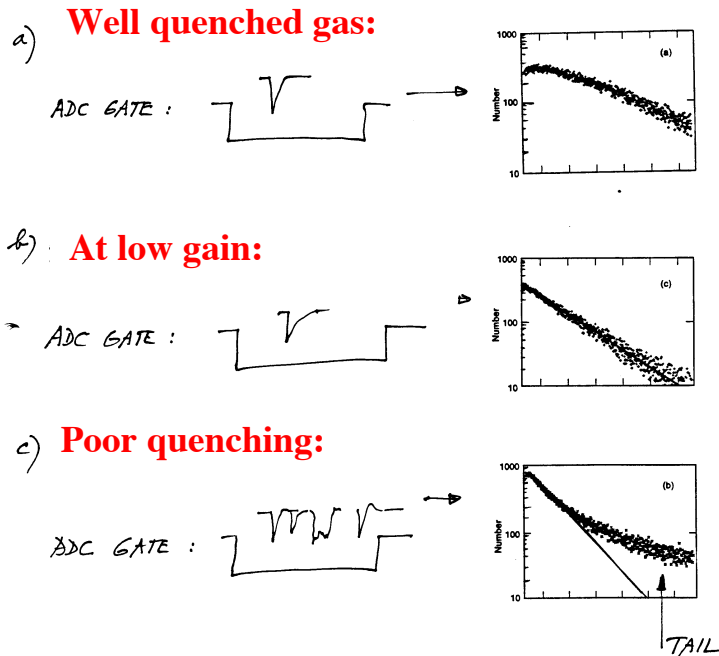 a) Well quenched gas:
ADC GATE :
1000
(a)
Number
100
10
b) At low gain:
ADC GATE :
1000
(c)
Number
100
10
c) Poor quenching:
ADC GATE :
1000
(b)
Number
100
10
TAIL